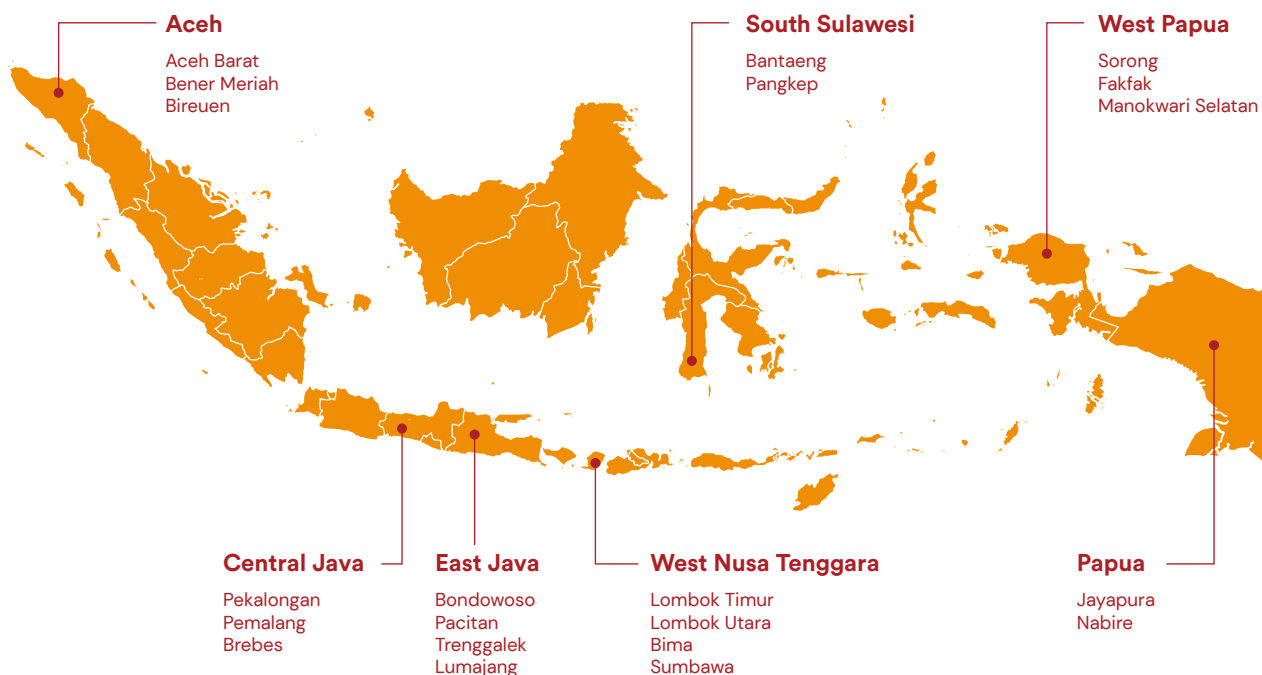 Aceh
Aceh Barat
Bener Meriah
Bireuen
South Sulawesi
Bantaeng
Pangkep
West Papua
Sorong
Fakfak
Manokwari Selatan
Central Java
Pekalongan
Pemalang
Brebes
East Java
Bondowoso
Pacitan
Trenggalek
Lumajang
West Nusa Tenggara
Lombok Timur
Lombok Utara
Bima
Sumbawa
Papua
Jayapura
Nabire